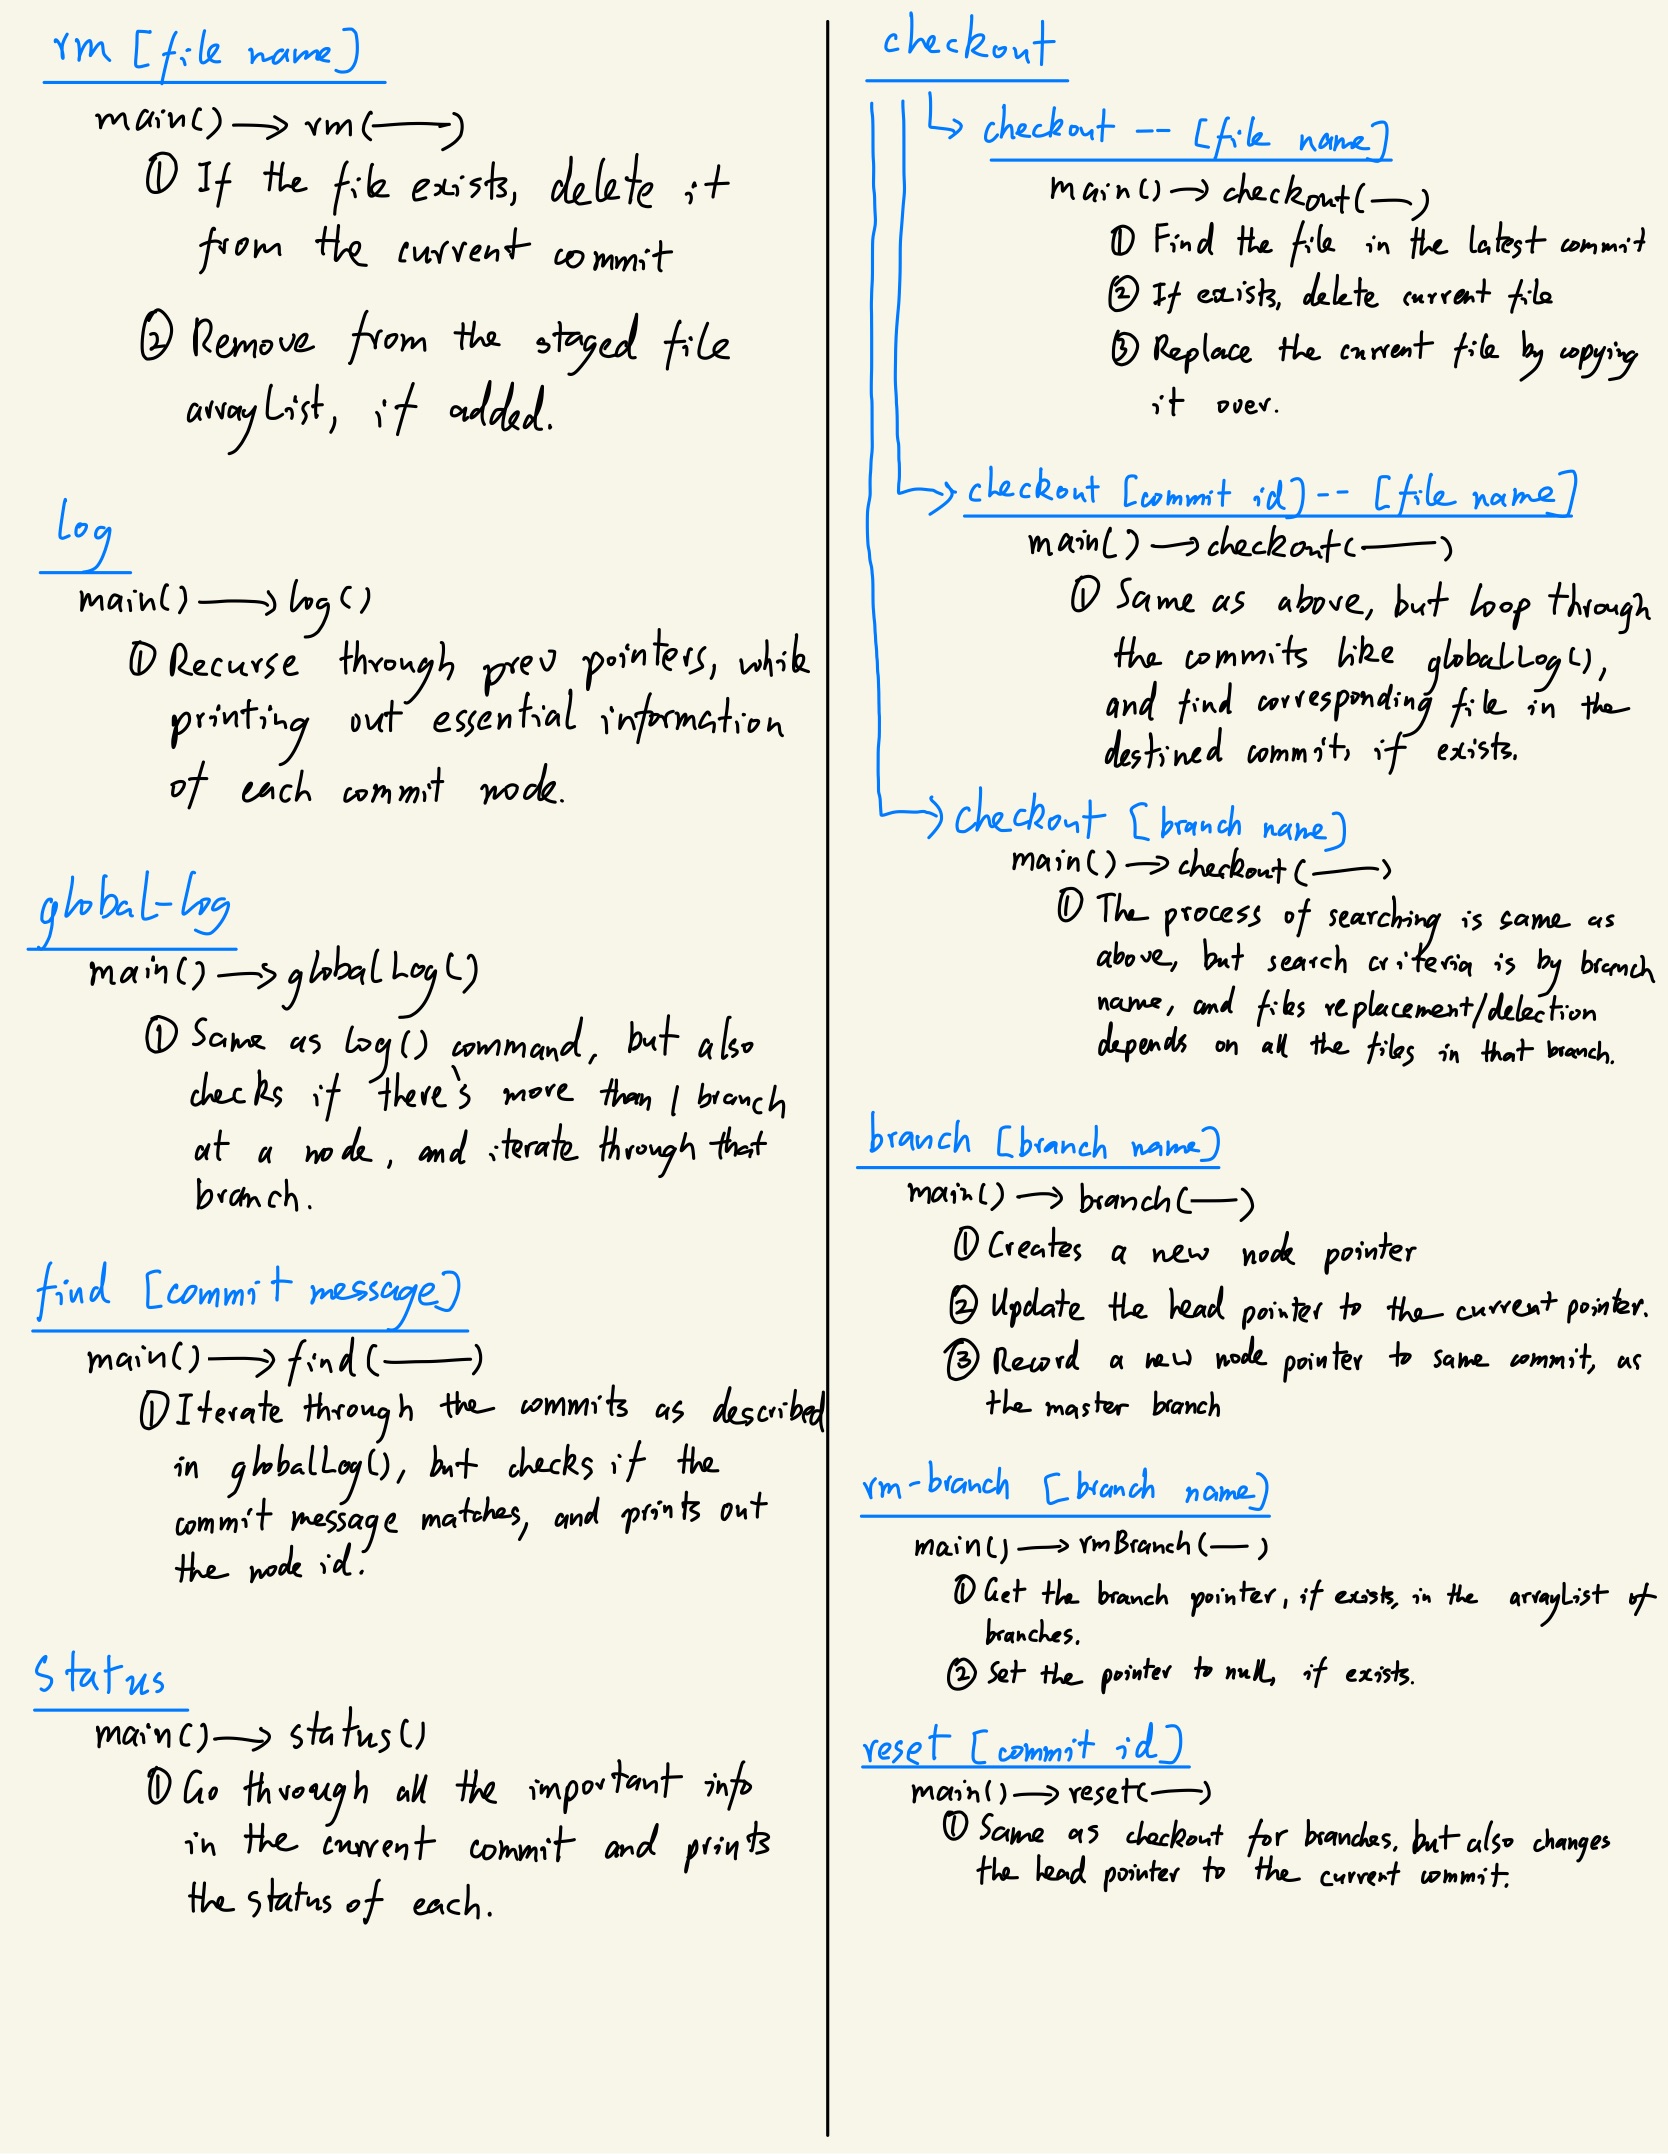 rm [file name]
main() → rm(——)
① If the file exists, delete it
from the current commit
② Remove from the staged file
arrayList, if added.
log
main() → log()
① Recurse through prev pointers, while
printing out essential information
of each commit node.
global-log
main() → globalLog()
① Same as log() command, but also
checks if there's more than 1 branch
at a node, and iterate through that
branch.
find [commit message]
main() → find(——)
① Iterate through the commits as described
in globalLog(), but checks if the
commit message matches, and prints out
the node id.
status
main() → status()
① Go through all the important info
in the current commit and prints
the status of each.
checkout
checkout -- [file name]
main() → checkout(——)
① Find the file in the latest commit
② If exists, delete current file
③ Replace the current file by copying
it over.
checkout [commit id] -- [file name]
main() → checkout(——)
① Same as above, but loop through
the commits like globalLog(),
and find corresponding file in the
destined commit, if exists.
checkout [branch name]
main() → checkout(——)
① The process of searching is same as
above, but search criteria is by branch
name, and files replacement/delection
depends on all the files in that branch.
branch [branch name]
main() → branch(——)
① Creates a new node pointer
② Update the head pointer to the current pointer.
③ Record a new node pointer to same commit, as
the master branch
rm-branch [branch name]
main() → rmBranch(——)
① Get the branch pointer, if exists, in the arrayList of
branches.
② Set the pointer to null, if exists.
reset [commit id]
main() → reset(——)
① Same as checkout for branches, but also changes
the head pointer to the current commit.